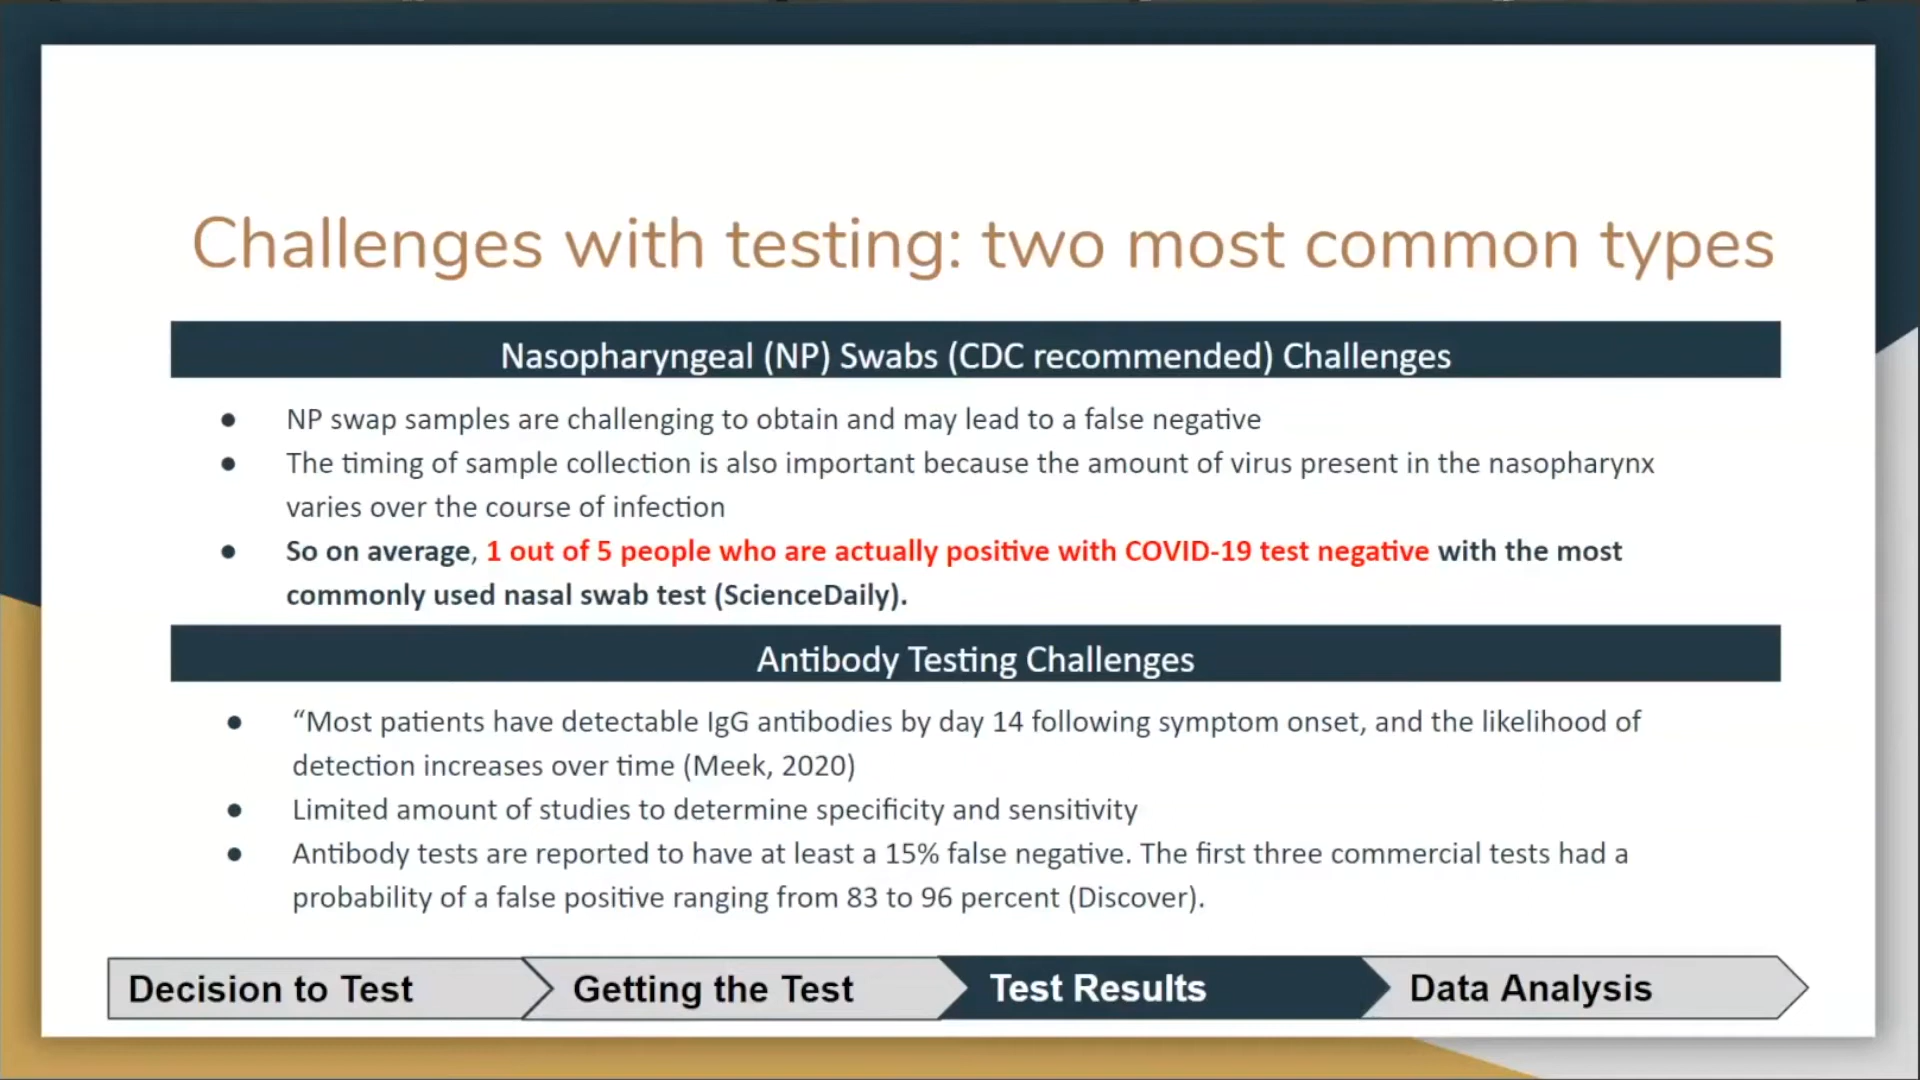 Challenges with testing: two most common types
Nasopharyngeal (NP) Swabs (CDC recommended) Challenges
● NP swap samples are challenging to obtain and may lead to a false negative
● The timing of sample collection is also important because the amount of virus present in the nasopharynx
varies over the course of infection
● So on average, 1 out of 5 people who are actually positive with COVID-19 test negative with the most
commonly used nasal swab test (ScienceDaily).
Antibody Testing Challenges
● “Most patients have detectable IgG antibodies by day 14 following symptom onset, and the likelihood of
detection increases over time (Meek, 2020)
● Limited amount of studies to determine specificity and sensitivity
● Antibody tests are reported to have at least a 15% false negative. The first three commercial tests had a
probability of a false positive ranging from 83 to 96 percent (Discover).
Decision to Test
Getting the Test
Test Results
Data Analysis